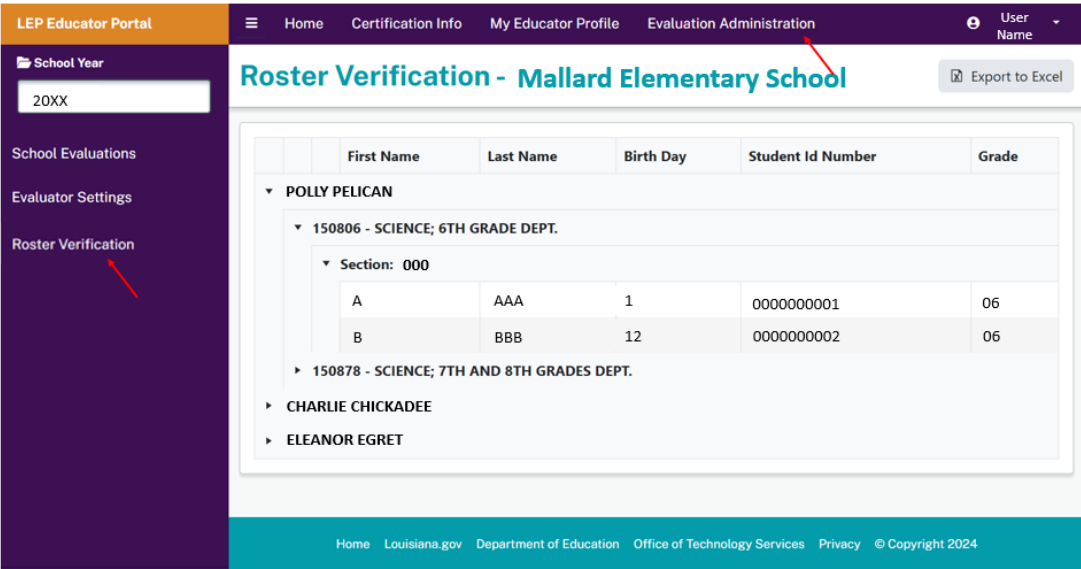 LEP Educator Portal
Home Certification Info My Educator Profile Evaluation Administration User Name
School Year
20XX
School Evaluations
Evaluator Settings
Roster Verification
Roster Verification - Mallard Elementary School
Export to Excel
First Name Last Name Birth Day Student Id Number Grade
POLLY PELICAN
150806 - SCIENCE; 6TH GRADE DEPT.
Section: 000
A AAA 1 0000000001 06
B BBB 12 0000000002 06
150878 - SCIENCE; 7TH AND 8TH GRADES DEPT.
CHARLIE CHICKADEE
ELEANOR EGRET
Home Louisiana.gov Department of Education Office of Technology Services Privacy © Copyright 2024